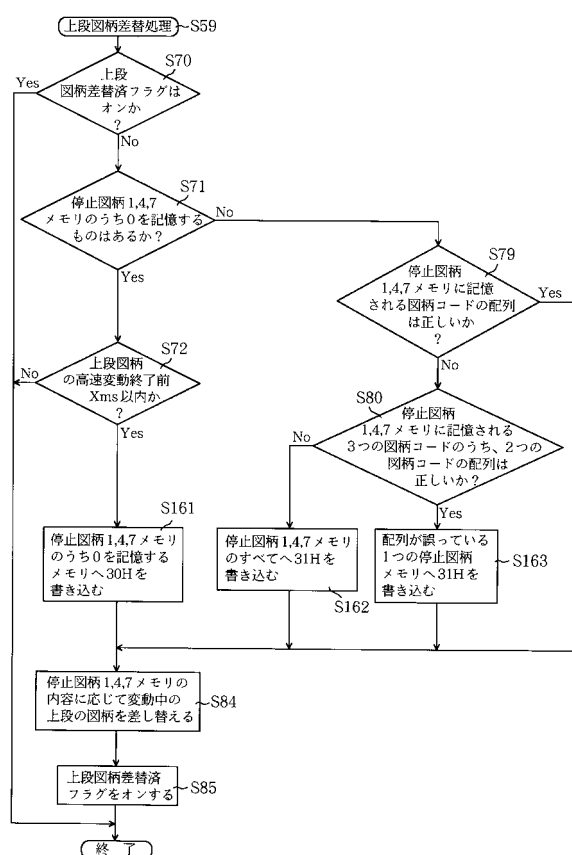 上段図柄差替処理
S59
S70
上段
図柄差替済フラグは
オンか
?
Yes
No
S71
停止図柄1,4,7
メモリのうち0を記憶する
ものはあるか?
No
Yes
S79
停止図柄
1,4,7メモリに記憶
される図柄コードの配列
は正しいか
?
Yes
No
S72
上段図柄
の高速変動終了前
Xms以内か
?
No
Yes
S80
停止図柄
1,4,7メモリに記憶される
3つの図柄コードのうち、2つの
図柄コードの配列は
正しいか?
No
Yes
S161
停止図柄1,4,7メモリ
のうち0を記憶する
メモリへ30Hを
書き込む
停止図柄1,4,7メモリ
のすべてへ31Hを
書き込む
S162
配列が誤っている
1つの停止図柄
メモリへ31Hを
書き込む
S163
停止図柄1,4,7メモリの
内容に応じて変動中の
上段の図柄を差し替える
S84
上段図柄差替済
フラグをオンする
S85
終 了